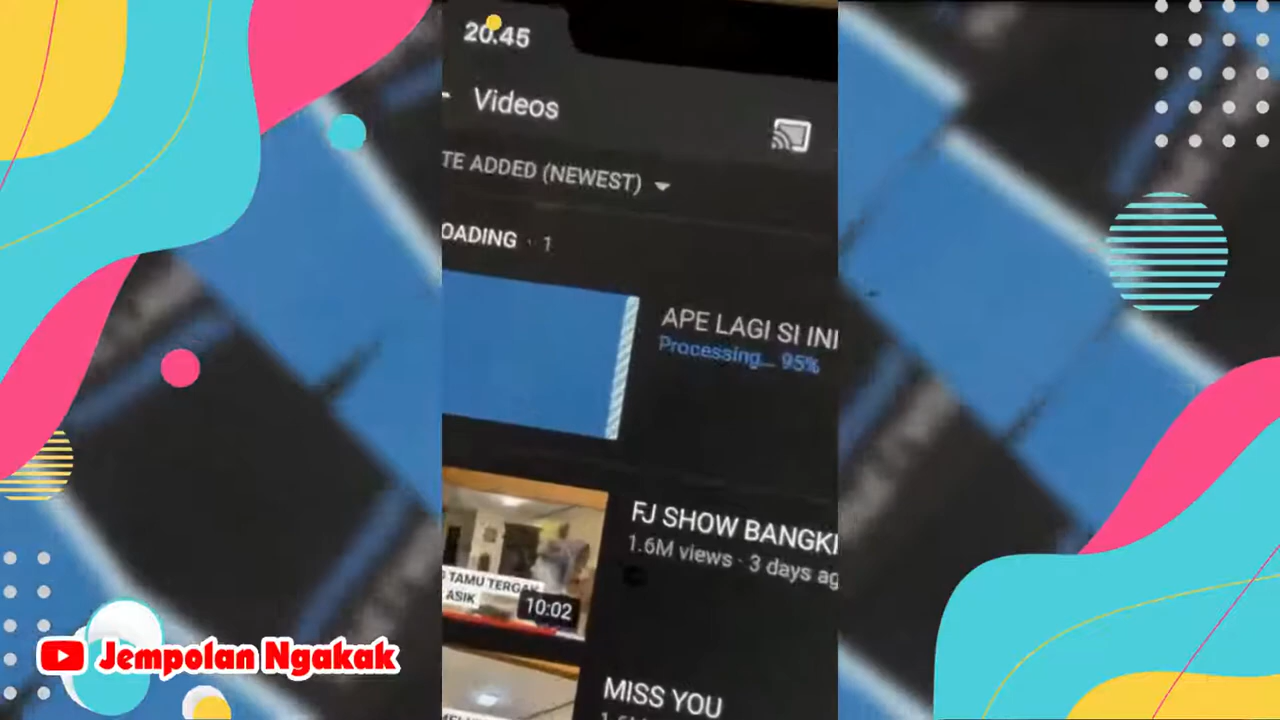 20.45
Videos
TE ADDED (NEWEST)
OADING · 1
APE LAGI SI INI
Processing... 95%
FJ SHOW BANGK
1.6M views · 3 days ag
TAMU TERGA
ASIK
10:02
MISS YOU
Jempolan Ngakak